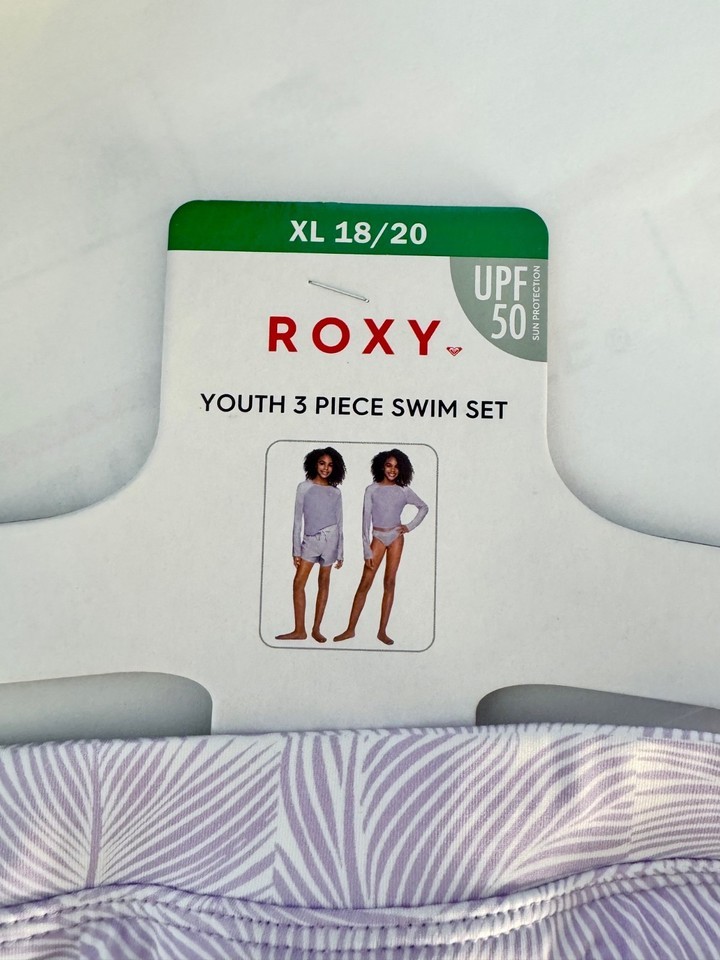 XL 18/20
UPF
50
SUN PROTECTION
ROXY
YOUTH 3 PIECE SWIM SET